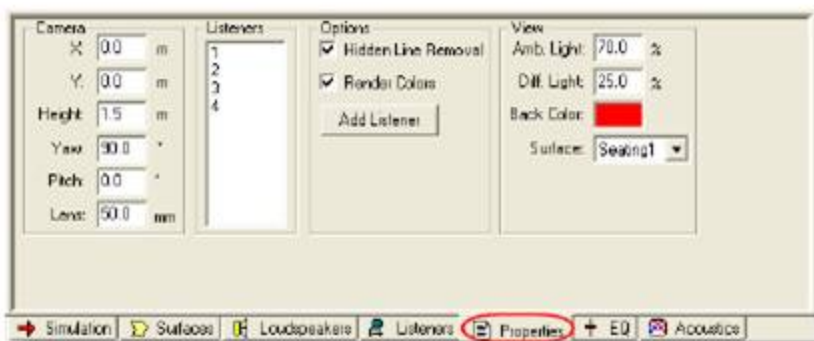 Camera
X: 0.0 m
Y: 0.0 m
Height: 1.5 m
Yaw: 90.0 °
Pitch: 0.0 °
Lens: 50.0 mm
Listeners
1
2
3
4
Options
Hidden Line Removal
Render Colors
Add Listener
View
Amb. Light: 70.0 %
Diff. Light: 25.0 %
Back Color:
Surface: Seating1
Simulation Surfaces Loudspeakers Listeners Properties EQ Acoustics